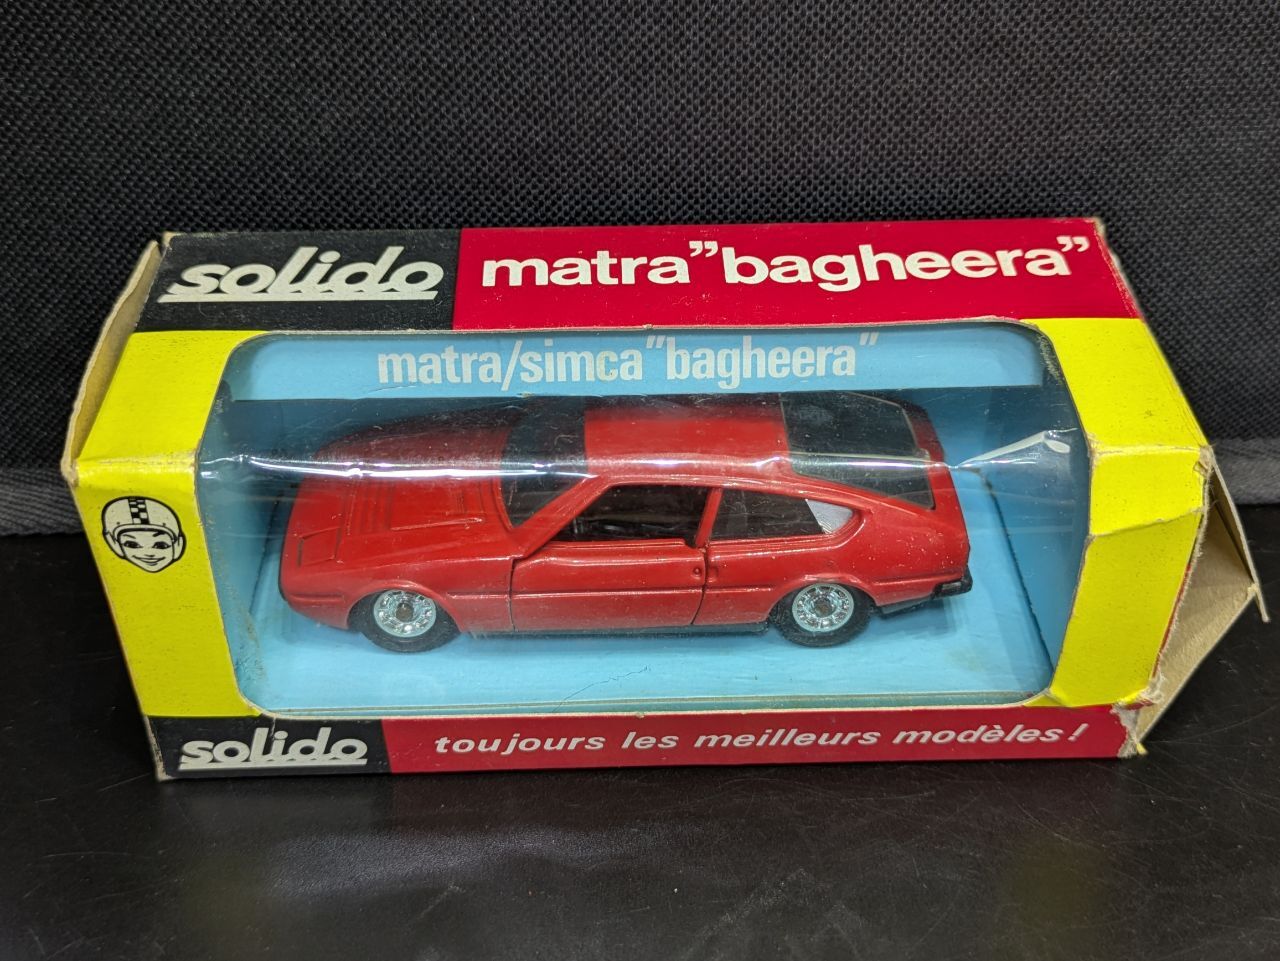 solido
matra”bagheera”
matra/simca "bagheera"
solido
toujours les meilleurs modèles!